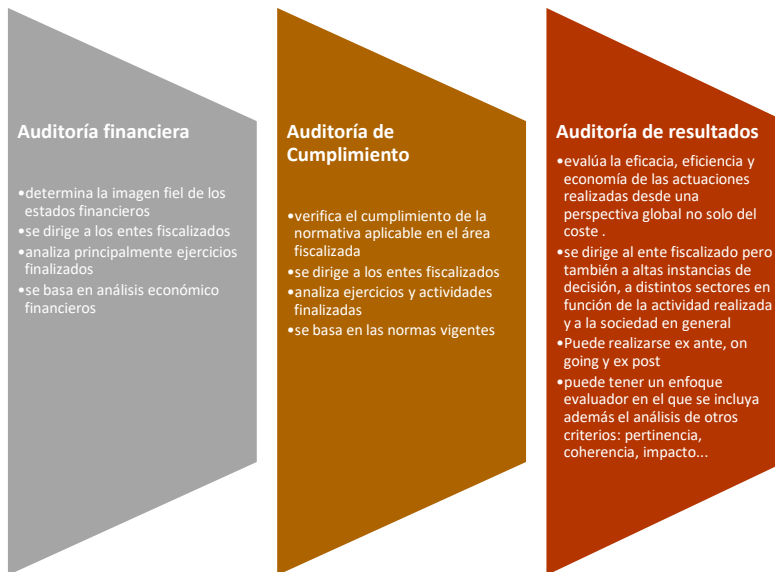 Auditoría financiera
•determina la imagen fiel de los
estados financieros
•se dirige a los entes fiscalizados
•analiza principalmente ejercicios
finalizados
•se basa en análisis económico
financieros
Auditoría de
Cumplimiento
•verifica el cumplimiento de la
normativa aplicable en el área
fiscalizada
•se dirige a los entes fiscalizados
•analiza ejercicios y actividades
finalizadas
•se basa en las normas vigentes
Auditoría de resultados
•evalúa la eficacia, eficiencia y
economía de las actuaciones
realizadas desde una
perspectiva global no solo del
coste .
•se dirige al ente fiscalizado pero
también a altas instancias de
decisión, a distintos sectores en
función de la actividad realizada
y a la sociedad en general
•Puede realizarse ex ante, on
going y ex post
•puede tener un enfoque
evaluador en el que se incluya
además el análisis de otros
criterios: pertinencia,
coherencia, impacto...